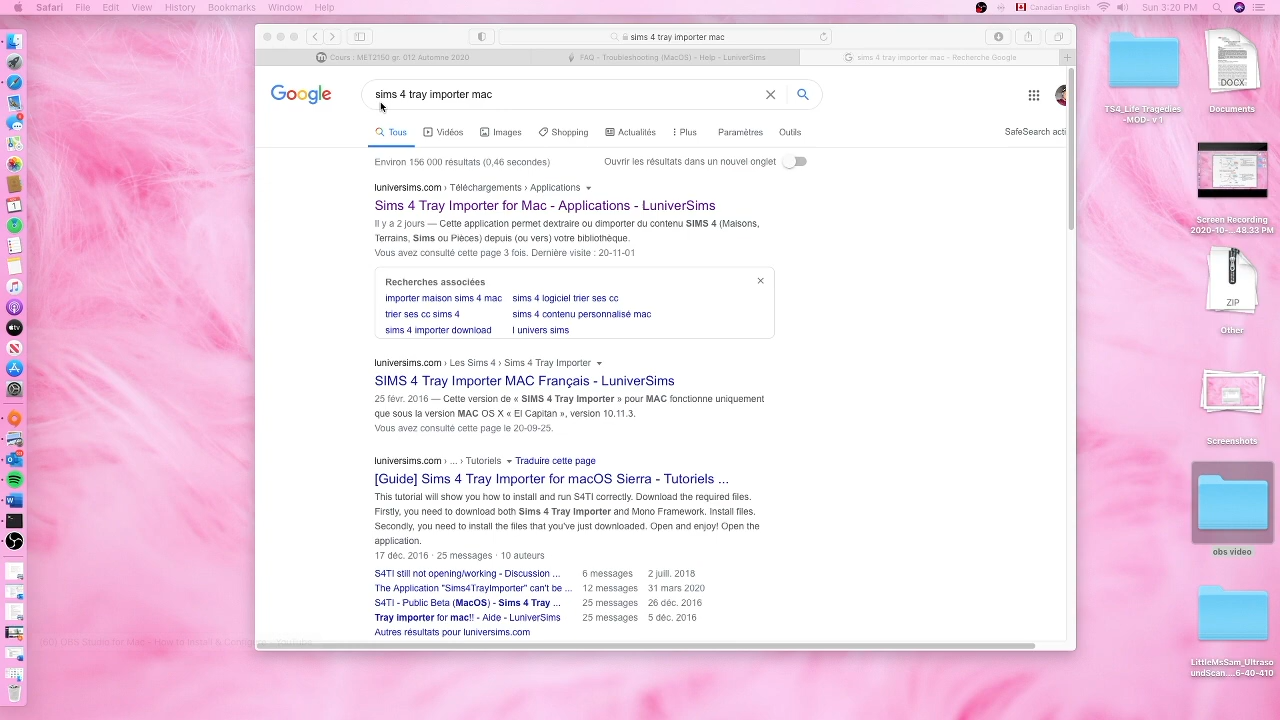 Safari File Edit View History Bookmarks Window Help
Canadian English Sun 3:20 PM
sims 4 tray importer mac
Cours : MET2150 gr. 012 Automne 2020
FAQ - Troubleshooting (MacOS) - Help - LuniverSims
sims 4 tray importer mac - Recherche Google
Google
sims 4 tray importer mac
Tous Vidéos Images Shopping Actualités Plus Paramètres Outils SafeSearch acti
Environ 156 000 résultats (0,46 secondes)
Ouvrir les résultats dans un nouvel onglet
luniversims.com › Téléchargements › Applications
Sims 4 Tray Importer for Mac - Applications - LuniverSims
Il y a 2 jours — Cette application permet dextraire ou dimporter du contenu SIMS 4 (Maisons,
Terrains, Sims ou Pièces) depuis (ou vers) votre bibliothèque.
Vous avez consulté cette page 3 fois. Dernière visite : 20-11-01
Recherches associées
importer maison sims 4 mac sims 4 logiciel trier ses cc
trier ses cc sims 4 sims 4 contenu personnalisé mac
sims 4 importer download l univers sims
luniversims.com › Les Sims 4 › Sims 4 Tray Importer
SIMS 4 Tray Importer MAC Français - LuniverSims
25 févr. 2016 — Cette version de « SIMS 4 Tray Importer » pour MAC fonctionne uniquement
que sous la version MAC OS X « El Capitan », version 10.11.3.
Vous avez consulté cette page le 20-09-25.
luniversims.com › ... › Tutoriels Traduire cette page
[Guide] Sims 4 Tray Importer for macOS Sierra - Tutoriels ...
This tutorial will show you how to install and run S4TI correctly. Download the required files.
Firstly, you need to download both Sims 4 Tray Importer and Mono Framework. Install files.
Secondly, you need to install the files that you've just downloaded. Open and enjoy! Open the
application.
17 déc. 2016 · 25 messages · 10 auteurs
S4TI still not opening/working - Discussion ... 6 messages 2 juil. 2018
The Application "Sims4TrayImporter" can't be ... 12 messages 31 mars 2020
S4TI - Public Beta (MacOS) - Sims 4 Tray ... 25 messages 26 déc. 2016
Tray importer for mac!! - Aide - LuniverSims 25 messages 5 déc. 2016
Autres résultats pour luniversims.com
(60) OBS Studio for Mac - How to Install & Configure - YouTube
TS4_Life Tragedies
-MOD- v 1
DOCX
Documents
Screen Recording
2020-10-...48.33 PM
ZIP
Other
Screenshots
obs video
LittleMsSam_Ultraso
undScan....6-40-410